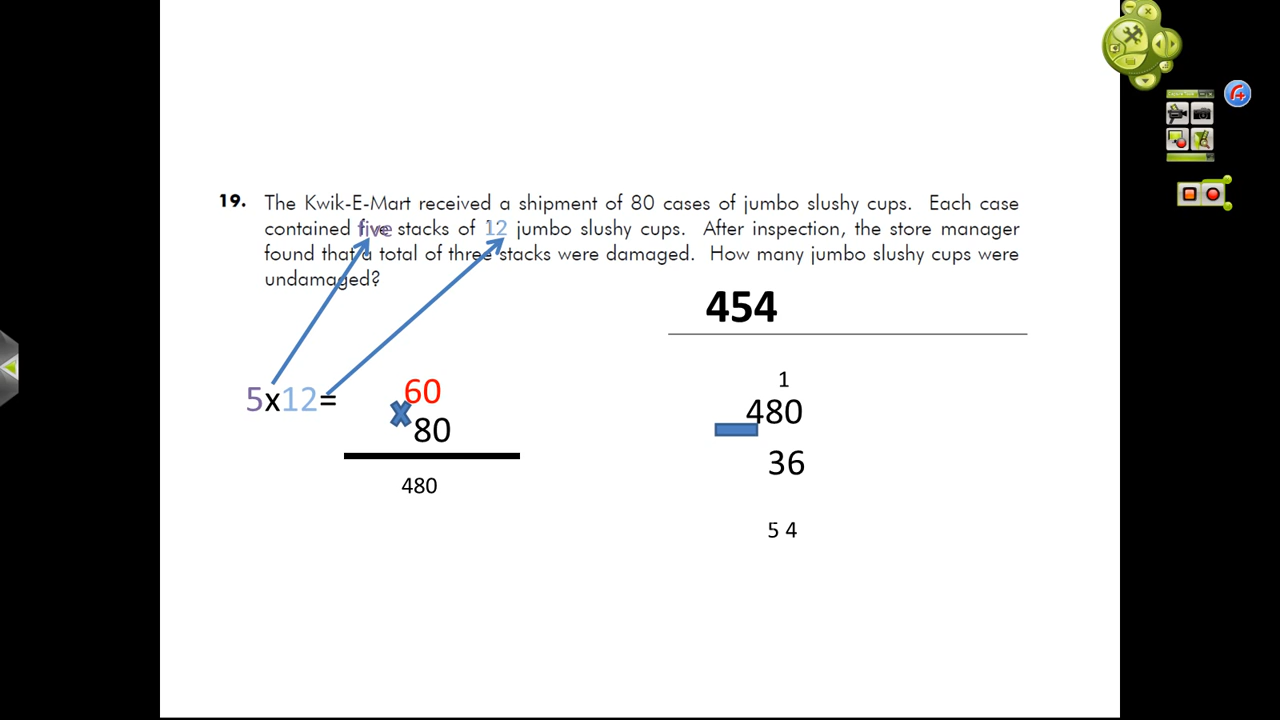 19. The Kwik-E-Mart received a shipment of 80 cases of jumbo slushy cups. Each case
contained five stacks of 12 jumbo slushy cups. After inspection, the store manager
found that a total of three stacks were damaged. How many jumbo slushy cups were
undamaged?
454
5x12=
60
x
80
480
1
480
36
5 4